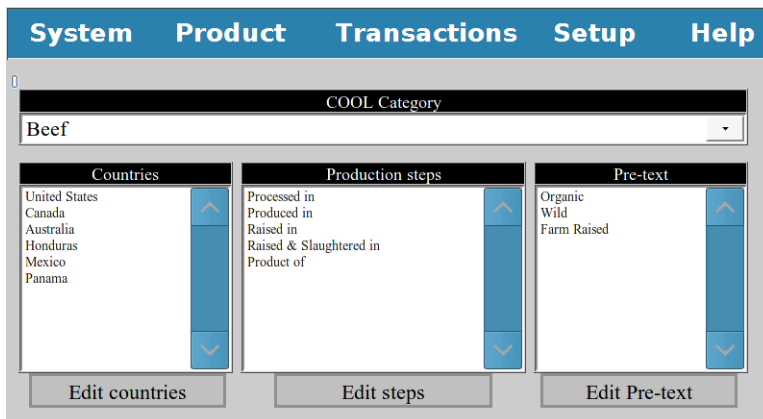 System Product Transactions Setup Help
COOL Category
Beef
Countries
United States
Canada
Australia
Honduras
Mexico
Panama
Edit countries
Production steps
Processed in
Produced in
Raised in
Raised & Slaughtered in
Product of
Edit steps
Pre-text
Organic
Wild
Farm Raised
Edit Pre-text